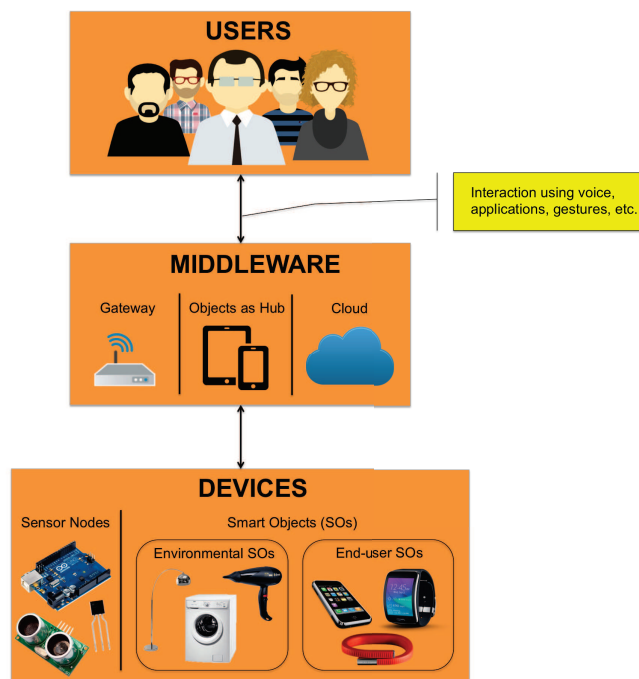 USERS
Interaction using voice,
applications, gestures, etc.
MIDDLEWARE
Gateway
Objects as Hub
Cloud
DEVICES
Sensor Nodes
Smart Objects (SOs)
Environmental SOs
End-user SOs